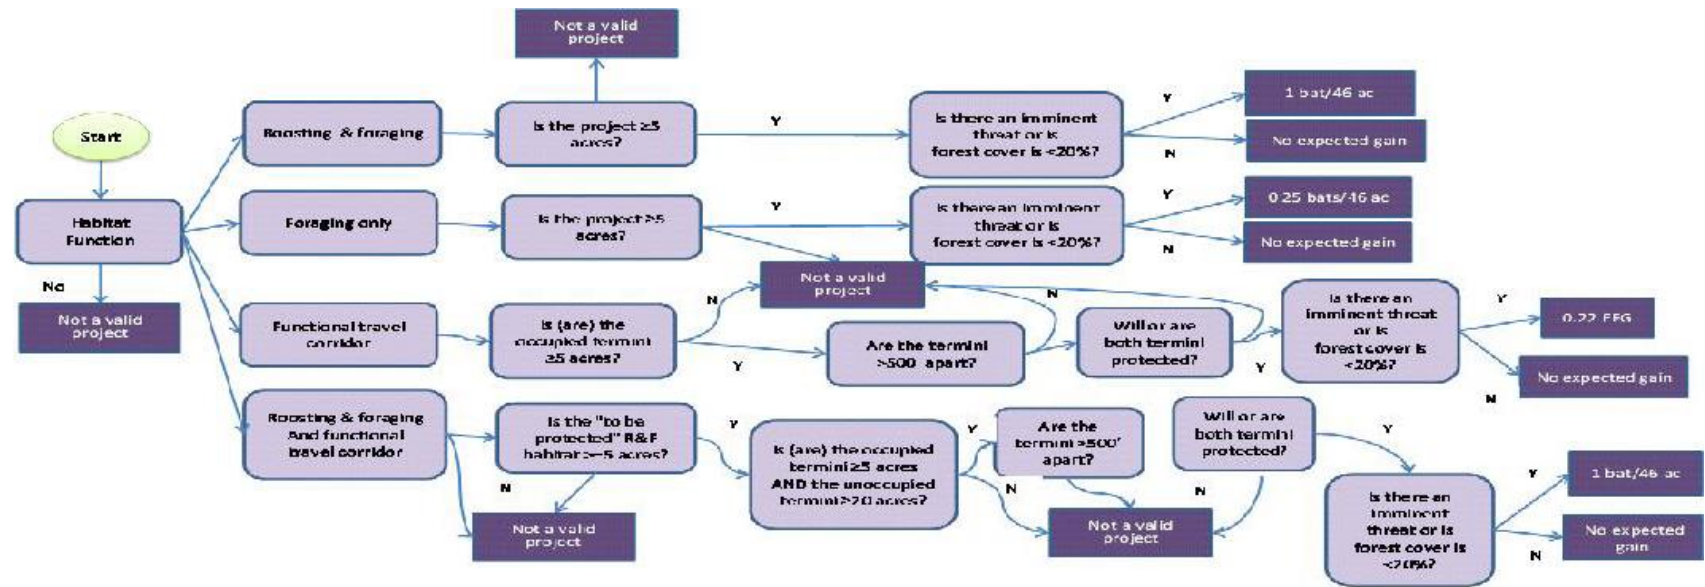 Not a valid
project
Start
Habitat
Function
No
Not a valid
project
Roosting & foraging
Is the project ≥5
acres?
Y
Is there an imminent
threat or is
forest cover is <20%?
Y
1 bat/46 ac
N
No expected gain
Foraging only
Is the project ≥5
acres?
Y
Is there an imminent
threat or is
forest cover is <20%?
Y
0.25 bats/46 ac
N
No expected gain
Not a valid
project
Functional travel
corridor
Is (are) the
occupied termini
≥5 acres?
N
Y
Are the termini
>500 apart?
N
Will or are
both termini
protected?
Y
Is there an
imminent threat
or is
forest cover is
<20%?
Y
0.22
N
No expected gain
Roosting & foraging
And functional
travel corridor
Is the "to be
protected" R&F
habitat >=5 acres?
N
Not a valid
project
Y
Is (are) the occupied
termini ≥5 acres
AND the unoccupied
termini ≥20 acres?
Y
N
Are the
termini >500'
apart?
Not a valid
project
N
Will or are
both termini
protected?
Y
Is there an
imminent
threat or is
forest cover is
<20%?
Y
1 bat/46 ac
N
No expected
gain